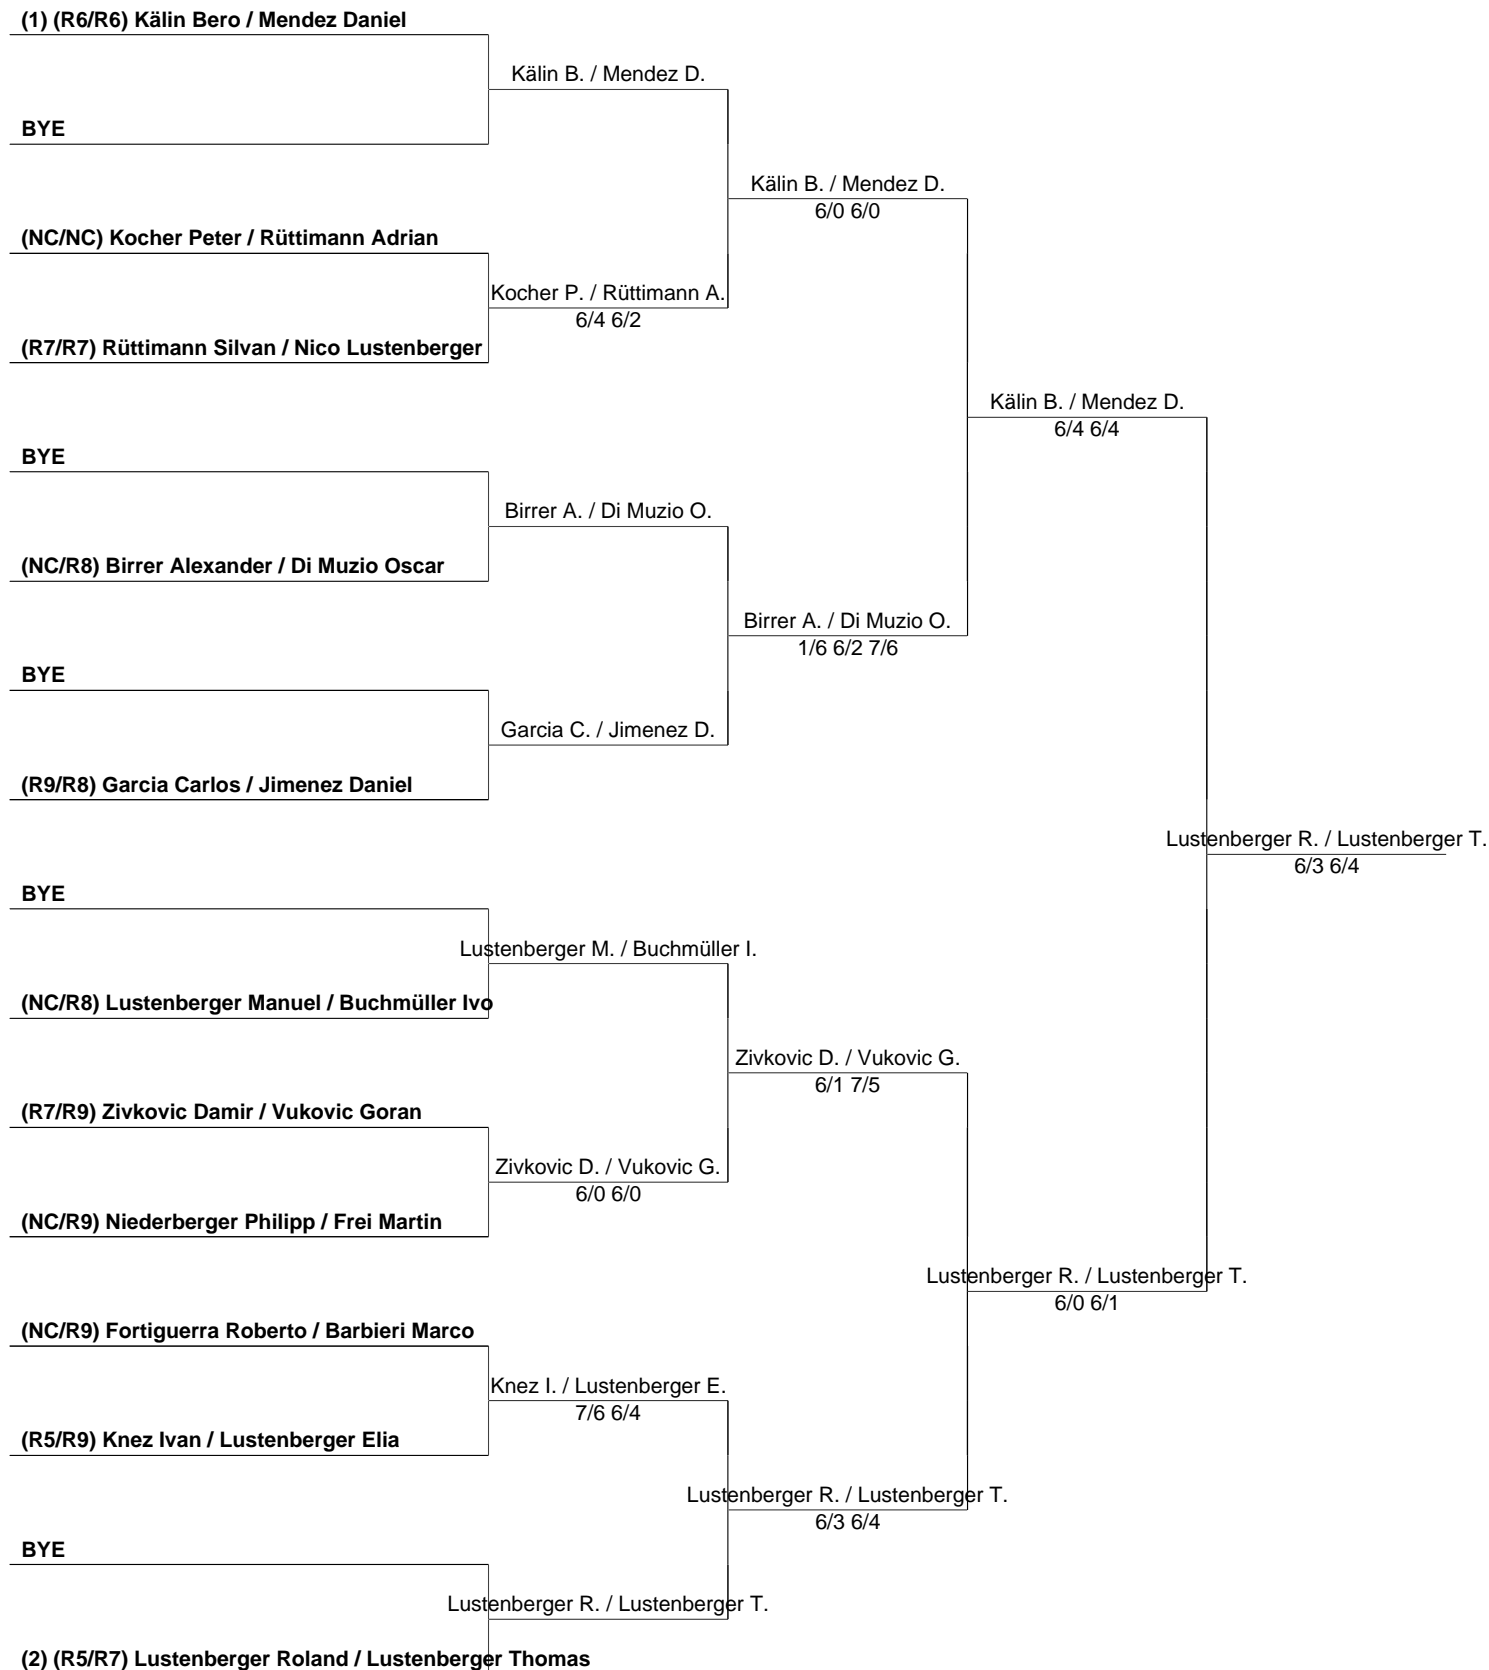 (1) (R6/R6) Kälin Bero / Mendez Daniel
Kälin B. / Mendez D.
BYE
Kälin B. / Mendez D.
6/0 6/0
(NC/NC) Kocher Peter / Rüttimann Adrian
Kocher P. / Rüttimann A.
6/4 6/2
(R7/R7) Rüttimann Silvan / Nico Lustenberger
Kälin B. / Mendez D.
6/4 6/4
BYE
Birrer A. / Di Muzio O.
(NC/R8) Birrer Alexander / Di Muzio Oscar
Birrer A. / Di Muzio O.
1/6 6/2 7/6
BYE
Garcia C. / Jimenez D.
(R9/R8) Garcia Carlos / Jimenez Daniel
Lustenberger R. / Lustenberger T.
6/3 6/4
BYE
Lustenberger M. / Buchmüller I.
(NC/R8) Lustenberger Manuel / Buchmüller Ivo
Zivkovic D. / Vukovic G.
6/1 7/5
(R7/R9) Zivkovic Damir / Vukovic Goran
Zivkovic D. / Vukovic G.
6/0 6/0
(NC/R9) Niederberger Philipp / Frei Martin
Lustenberger R. / Lustenberger T.
6/0 6/1
(NC/R9) Fortiguerra Roberto / Barbieri Marco
Knez I. / Lustenberger E.
7/6 6/4
(R5/R9) Knez Ivan / Lustenberger Elia
Lustenberger R. / Lustenberger T.
6/3 6/4
BYE
Lustenberger R. / Lustenberger T.
(2) (R5/R7) Lustenberger Roland / Lustenberger Thomas